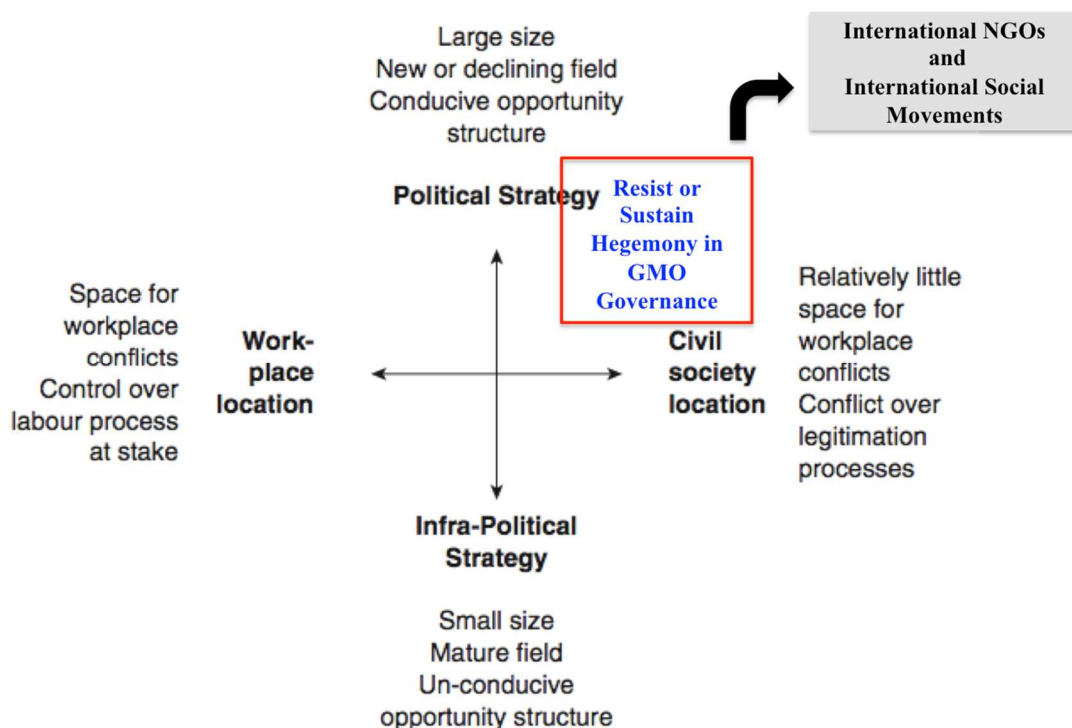 Large size
New or declining field
Conducive opportunity
structure
International NGOs
and
International Social
Movements
Political Strategy
Resist or
Sustain
Hegemony in
GMO
Governance
Space for
workplace
conflicts
Control over
labour process
at stake
Work-
place
location
Civil
society
location
Relatively little
space for
workplace
conflicts
Conflict over
legitimation
processes
Infra-Political
Strategy
Small size
Mature field
Un-conducive
opportunity structure